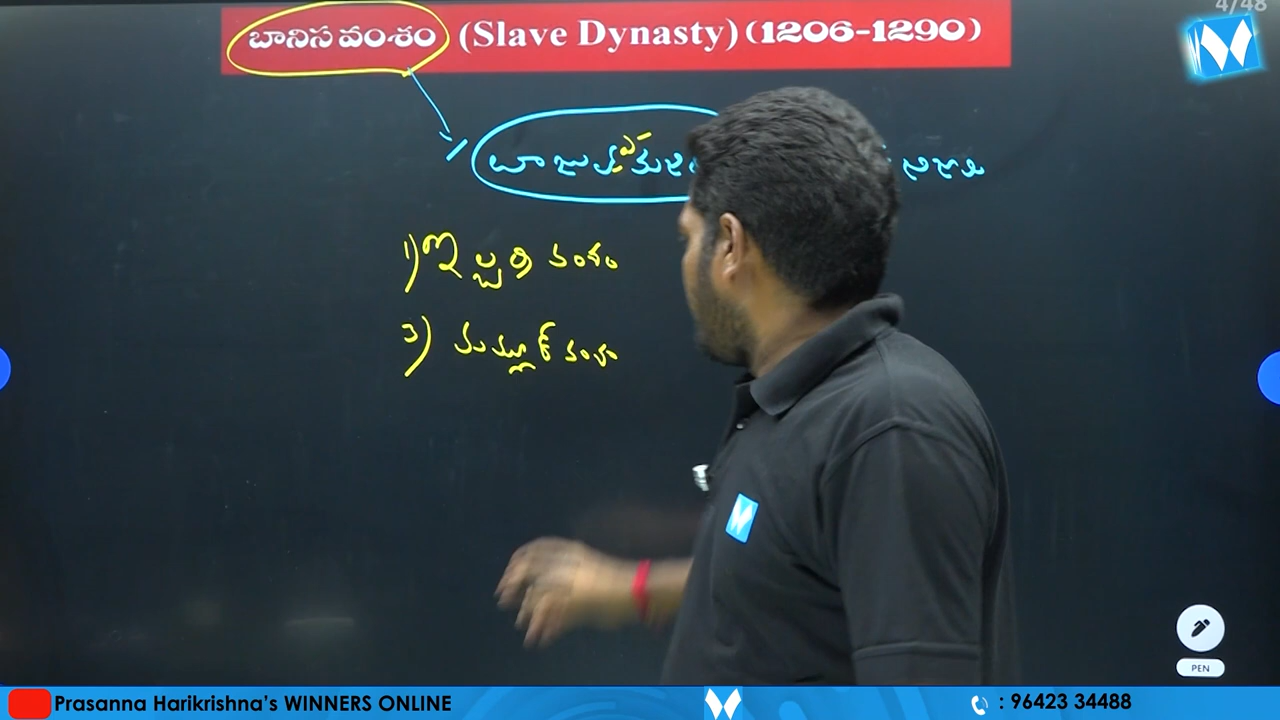 4/48
బానిస వంశం (Slave Dynasty) (1206-1290)
1) ఇల్బరీ వంశం
2) మమ్లూక్ వంశం
PEN
Prasanna Harikrishna's WINNERS ONLINE
: 96423 34488